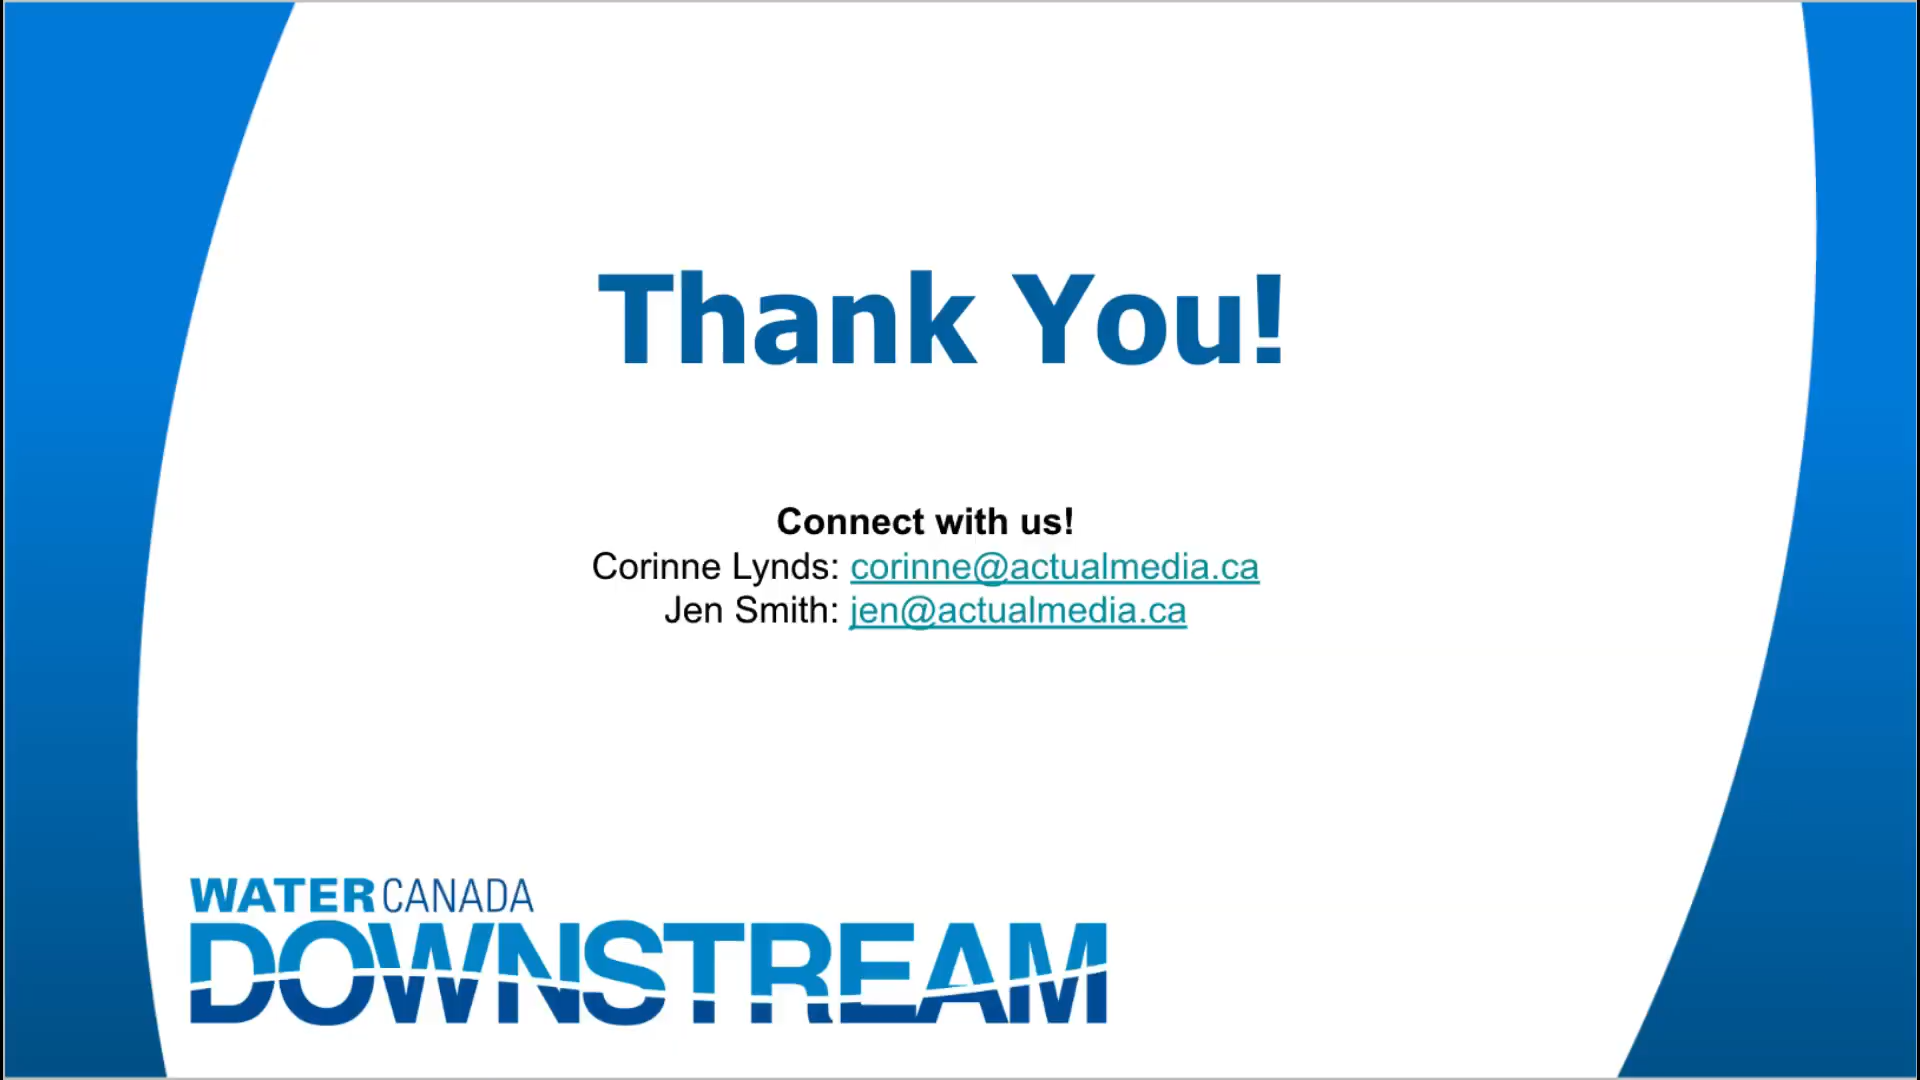 Thank You!
Connect with us!
Corinne Lynds: corinne@actualmedia.ca
Jen Smith: jen@actualmedia.ca
WATER CANADA
DOWNSTREAM